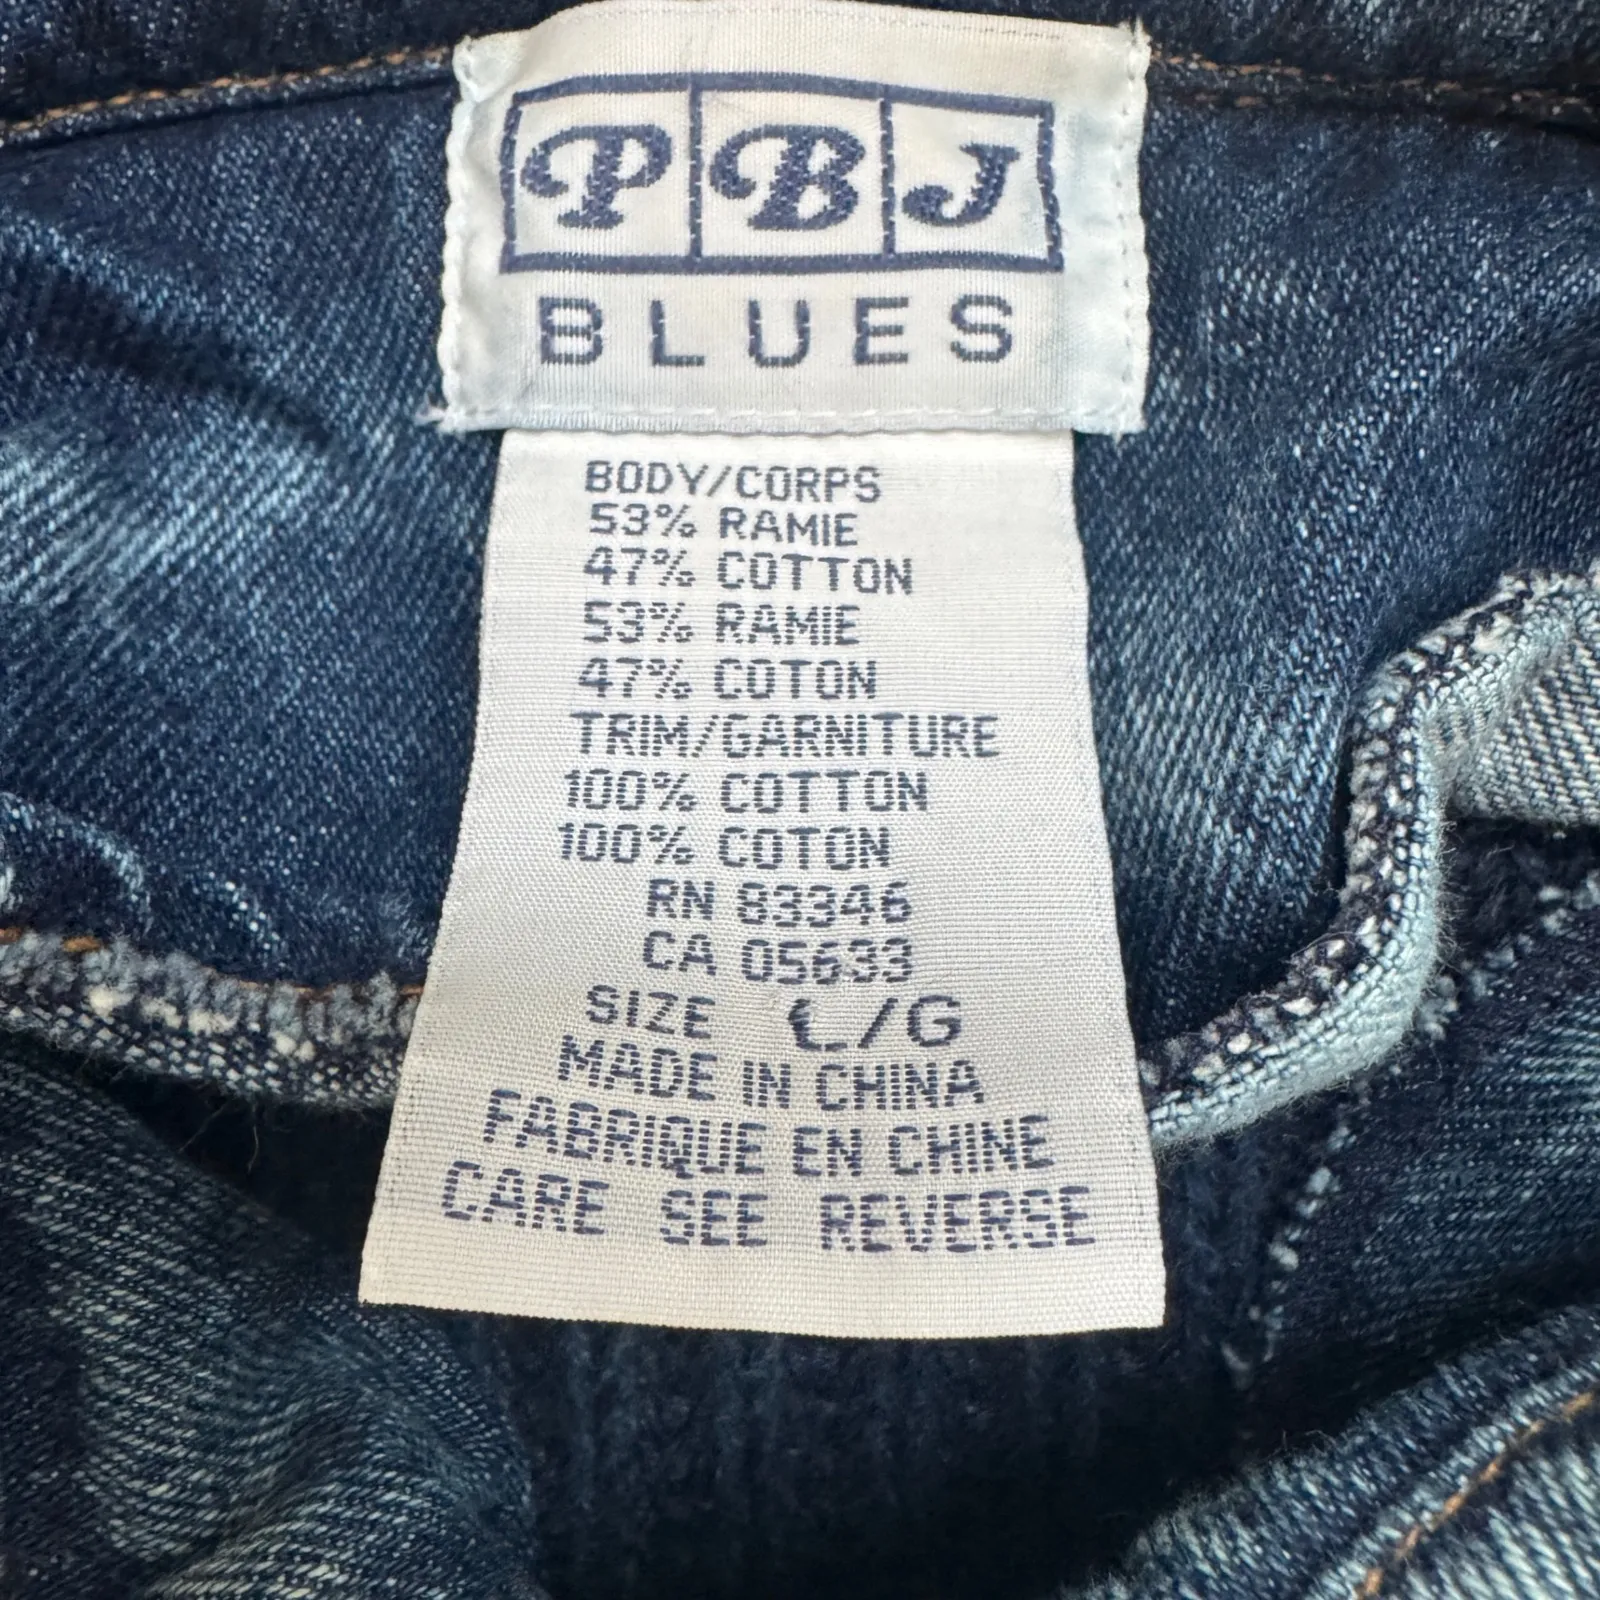 PBJ
BLUES
BODY/CORPS
53% RAMIE
47% COTTON
53% RAMIE
47% COTON
TRIM/GARNITURE
100% COTTON
100% COTON
RN 83346
CA 05633
SIZE L/G
MADE IN CHINA
FABRIQUE EN CHINE
CARE SEE REVERSE